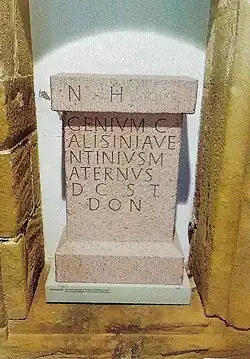 N H
GENIVM C
ALISINIAVE
NTINIVSM
ATERNVS
D C S T
DON